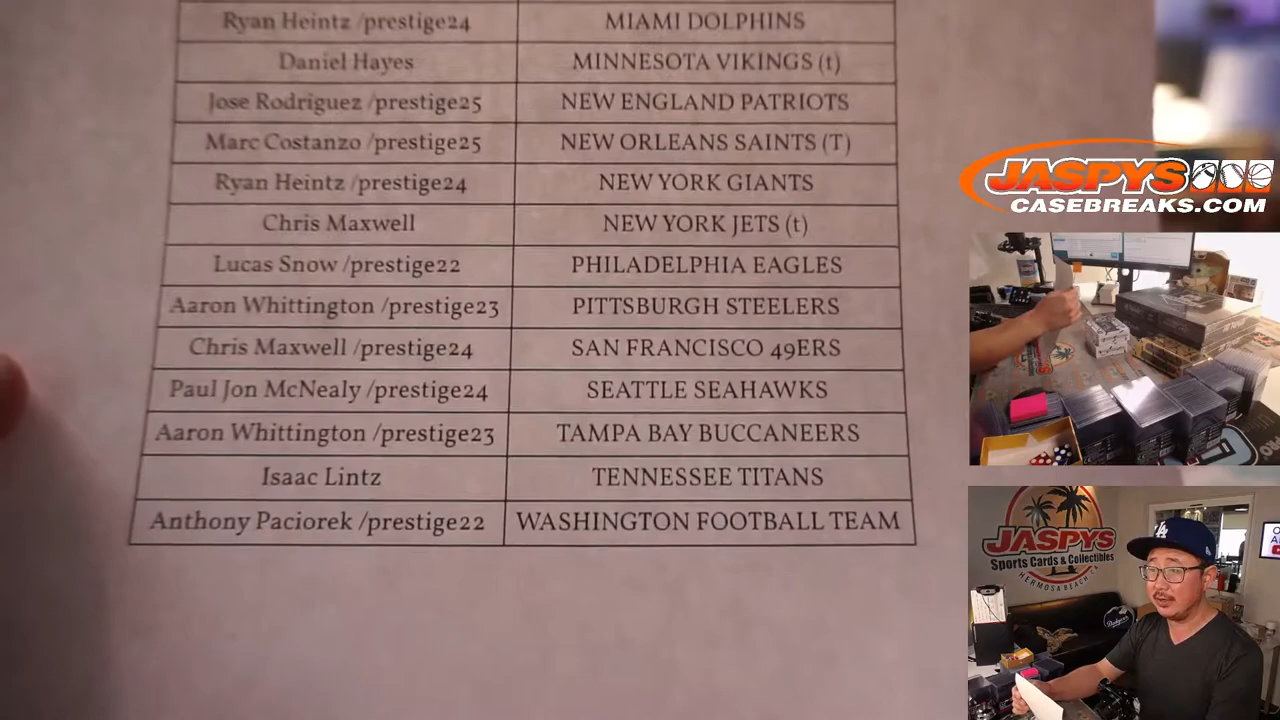 Ryan Heintz /prestige24 MIAMI DOLPHINS
Daniel Hayes MINNESOTA VIKINGS (t)
Jose Rodriguez /prestige25 NEW ENGLAND PATRIOTS
Marc Costanzo /prestige25 NEW ORLEANS SAINTS (T)
Ryan Heintz /prestige24 NEW YORK GIANTS
Chris Maxwell NEW YORK JETS (t)
Lucas Snow /prestige22 PHILADELPHIA EAGLES
Aaron Whittington /prestige23 PITTSBURGH STEELERS
Chris Maxwell /prestige24 SAN FRANCISCO 49ERS
Paul Jon McNealy /prestige24 SEATTLE SEAHAWKS
Aaron Whittington /prestige23 TAMPA BAY BUCCANEERS
Isaac Lintz TENNESSEE TITANS
Anthony Paciorek /prestige22 WASHINGTON FOOTBALL TEAM
JASPYS
CASEBREAKS.COM
JASPYS
Sports Cards & Collectibles
HERMOSA BEACH CA
LA
Dodgers